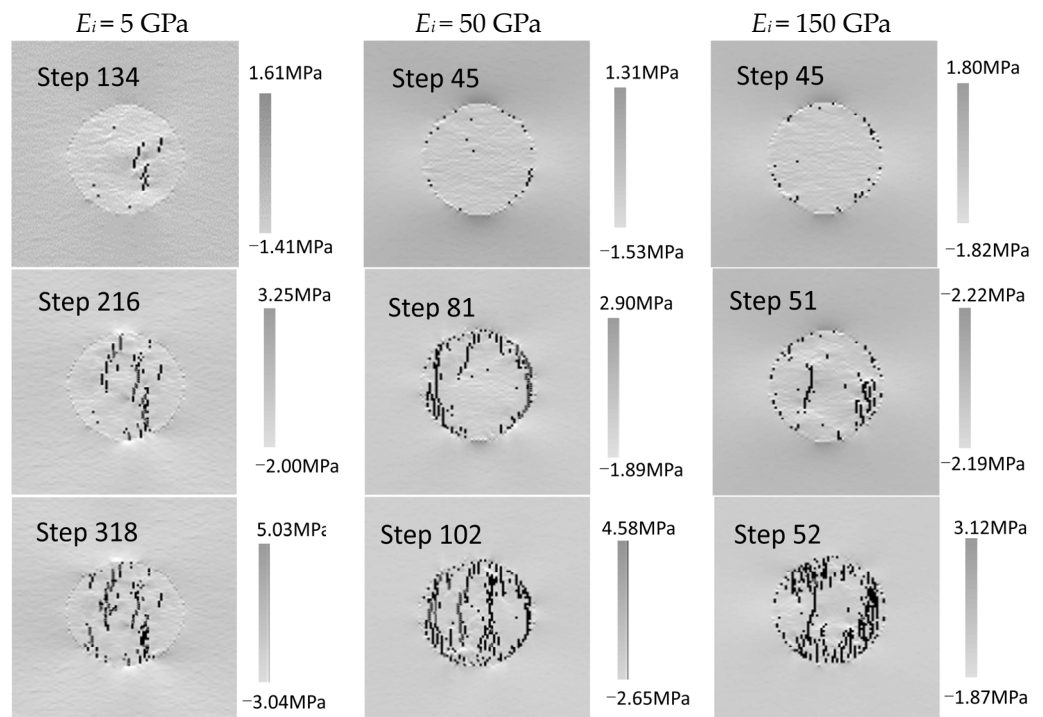 Ei = 5 GPa
Ei = 50 GPa
Ei = 150 GPa
Step 134
1.61MPa
−1.41MPa
Step 45
1.31MPa
−1.53MPa
Step 45
1.80MPa
−1.82MPa
Step 216
3.25MPa
−2.00MPa
Step 81
2.90MPa
−1.89MPa
Step 51
−2.22MPa
−2.19MPa
Step 318
5.03MPa
−3.04MPa
Step 102
4.58MPa
−2.65MPa
Step 52
3.12MPa
−1.87MPa